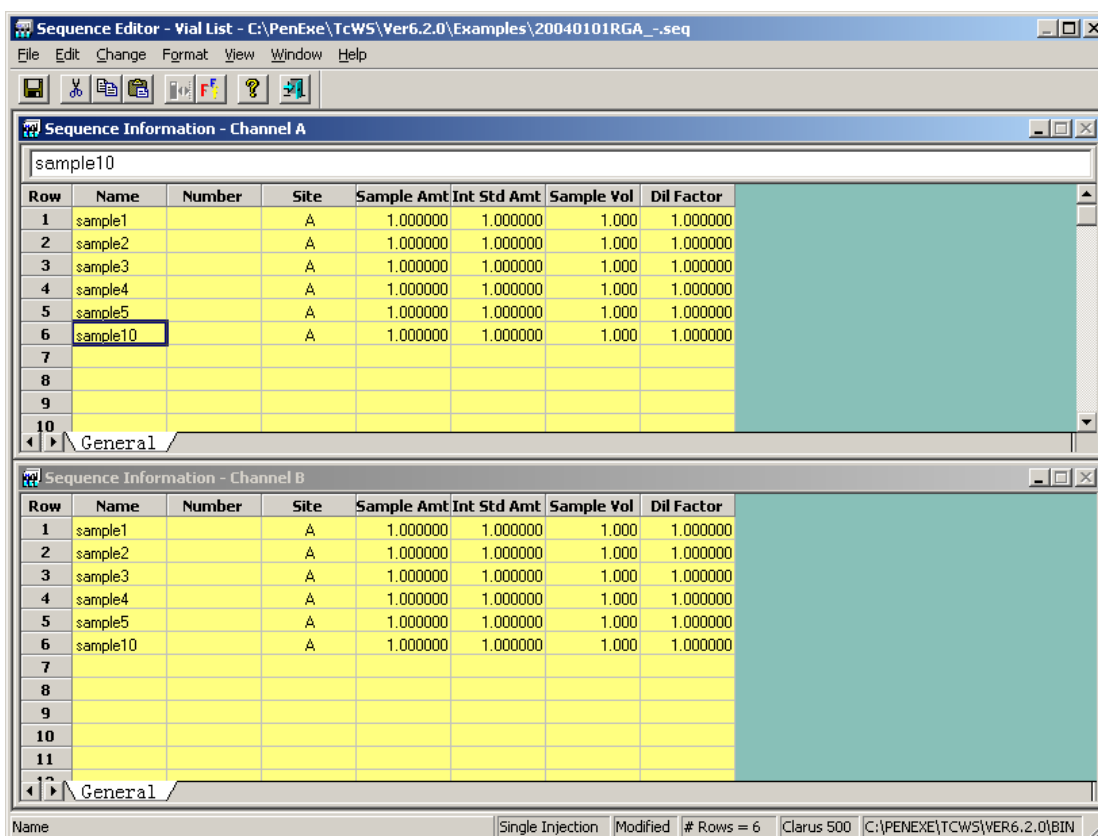 Sequence Editor - Vial List - C:\PenExe\TcWS\Ver6.2.0\Examples\20040101RGA_-.seq
File Edit Change Format View Window Help
Sequence Information - Channel A
sample10
Row Name Number Site Sample Amt Int Std Amt Sample Vol Dil Factor
1 sample1 A 1.000000 1.000000 1.000 1.000000
2 sample2 A 1.000000 1.000000 1.000 1.000000
3 sample3 A 1.000000 1.000000 1.000 1.000000
4 sample4 A 1.000000 1.000000 1.000 1.000000
5 sample5 A 1.000000 1.000000 1.000 1.000000
6 sample10 A 1.000000 1.000000 1.000 1.000000
7
8
9
10
General
Sequence Information - Channel B
Row Name Number Site Sample Amt Int Std Amt Sample Vol Dil Factor
1 sample1 A 1.000000 1.000000 1.000 1.000000
2 sample2 A 1.000000 1.000000 1.000 1.000000
3 sample3 A 1.000000 1.000000 1.000 1.000000
4 sample4 A 1.000000 1.000000 1.000 1.000000
5 sample5 A 1.000000 1.000000 1.000 1.000000
6 sample10 A 1.000000 1.000000 1.000 1.000000
7
8
9
10
11
General
Name Single Injection Modified # Rows = 6 Clarus 500 C:\PENEXE\TCWS\VER6.2.0\BIN